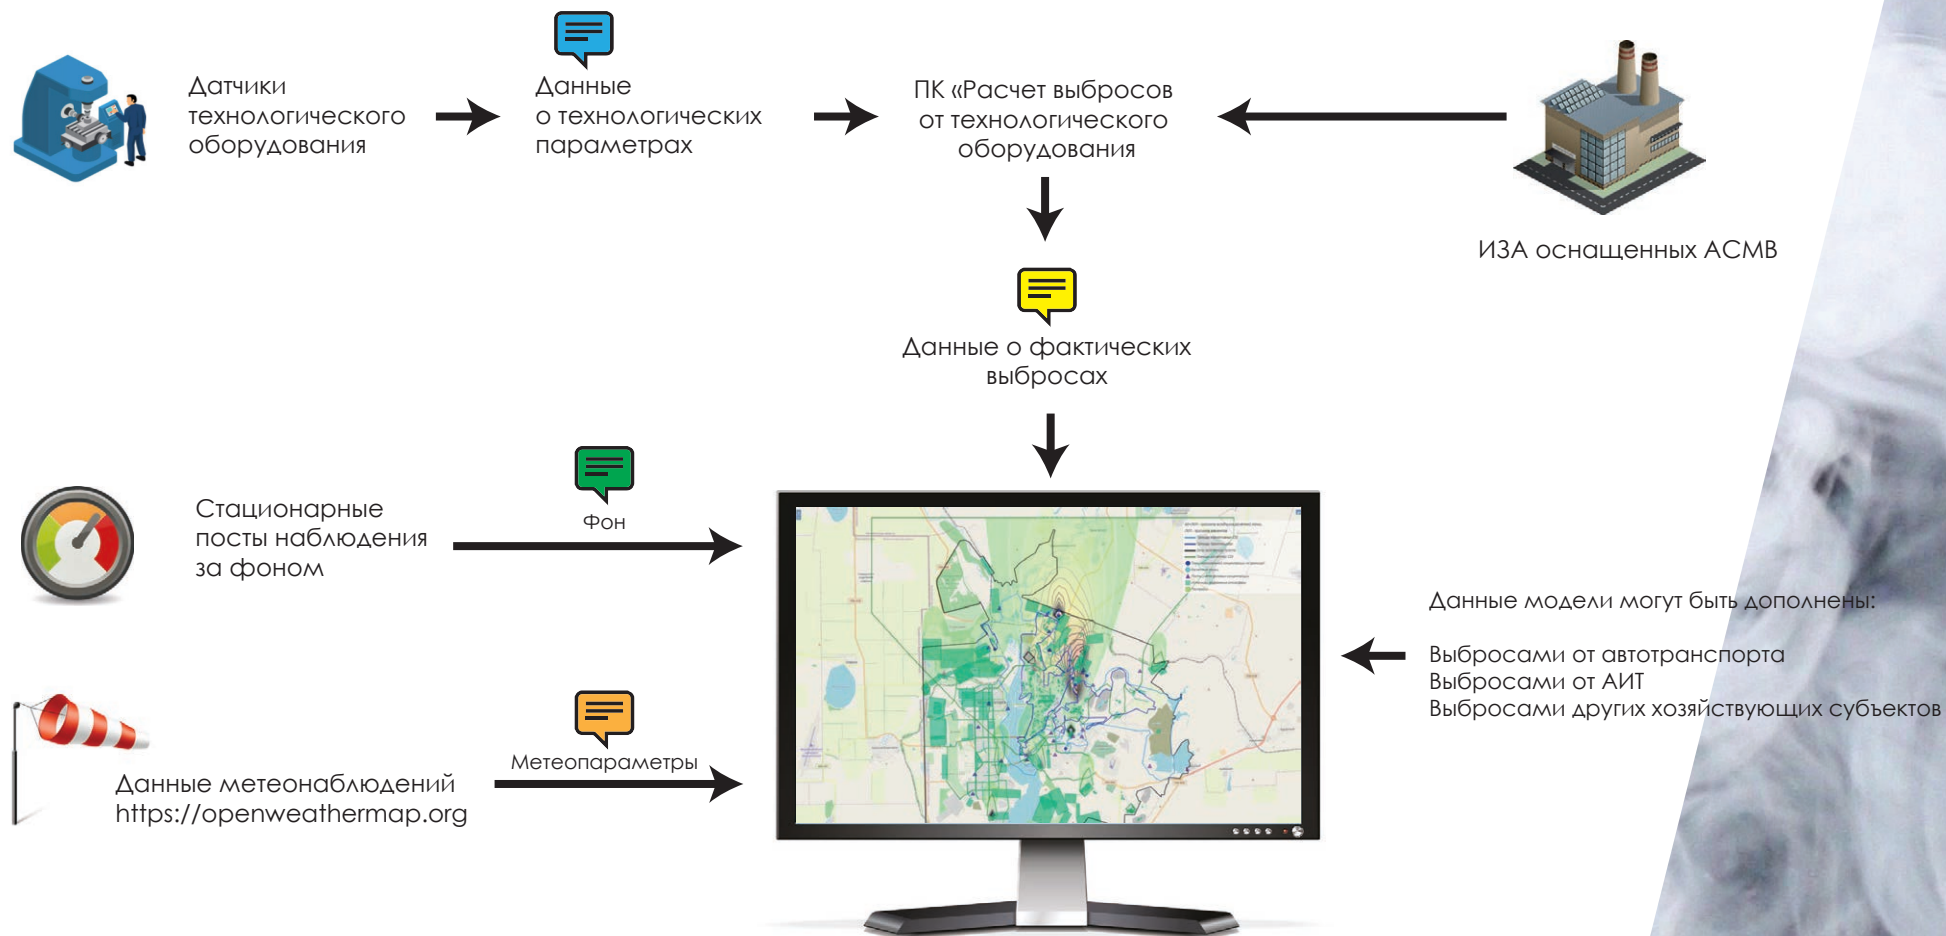 Датчики
технологического
оборудования
Данные
о технологических
параметрах
ПК «Расчет выбросов
от технологического
оборудования
ИЗА оснащенных АСМВ
Данные о фактических
выбросах
Стационарные
посты наблюдения
за фоном
Фон
Данные метеонаблюдений
https://openweathermap.org
Метеопараметры
Данные модели могут быть дополнены:
Выбросами от автотранспорта
Выбросами от АИТ
Выбросами других хозяйствующих субъектов